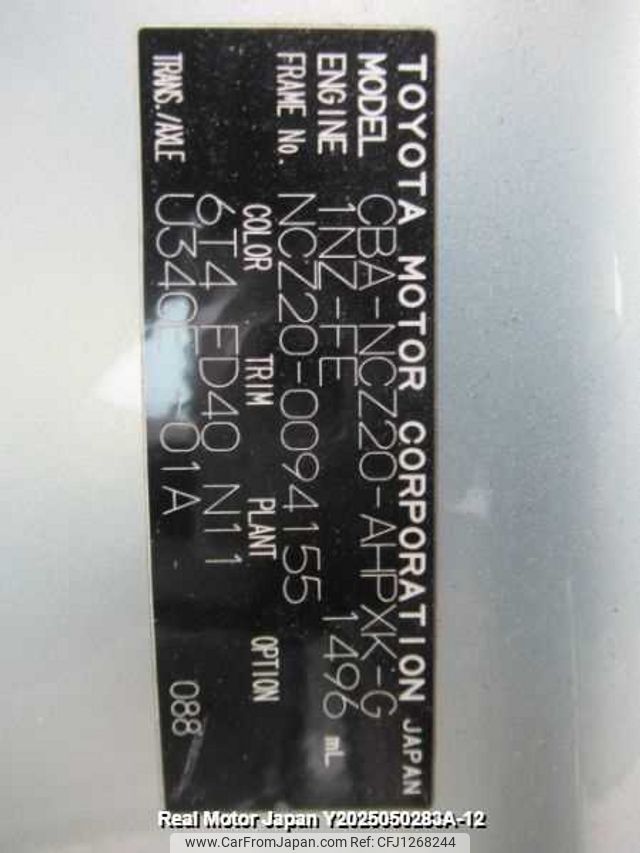 TOYOTA MOTOR CORPORATION JAPAN
MODEL CBA-NCZ20-AHPXK-G
ENGINE 1NZ-FE 1496 mL
FRAME No. NCZ20-0094155
COLOR TRIM PLANT OPTION
6T4 FD40 N11
TRANS./AXLE U340E-01A 088
Real Motor Japan Y2025050283A-12
www.CarFromJapan.com ID: CFJ1268244